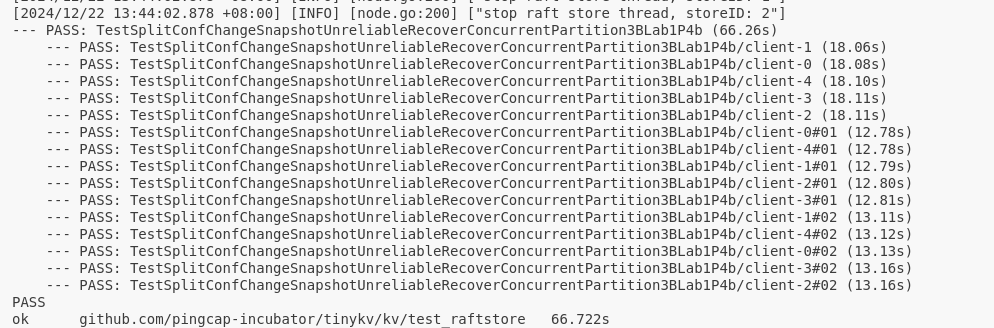 [2024/12/22 13:44:02.878 +08:00] [INFO] [node.go:200] ["stop raft store thread, storeID: 2"]
--- PASS: TestSplitConfChangeSnapshotUnreliableRecoverConcurrentPartition3BLab1P4b (66.26s)
    --- PASS: TestSplitConfChangeSnapshotUnreliableRecoverConcurrentPartition3BLab1P4b/client-1 (18.06s)
    --- PASS: TestSplitConfChangeSnapshotUnreliableRecoverConcurrentPartition3BLab1P4b/client-0 (18.08s)
    --- PASS: TestSplitConfChangeSnapshotUnreliableRecoverConcurrentPartition3BLab1P4b/client-4 (18.10s)
    --- PASS: TestSplitConfChangeSnapshotUnreliableRecoverConcurrentPartition3BLab1P4b/client-3 (18.11s)
    --- PASS: TestSplitConfChangeSnapshotUnreliableRecoverConcurrentPartition3BLab1P4b/client-2 (18.11s)
    --- PASS: TestSplitConfChangeSnapshotUnreliableRecoverConcurrentPartition3BLab1P4b/client-0#01 (12.78s)
    --- PASS: TestSplitConfChangeSnapshotUnreliableRecoverConcurrentPartition3BLab1P4b/client-4#01 (12.78s)
    --- PASS: TestSplitConfChangeSnapshotUnreliableRecoverConcurrentPartition3BLab1P4b/client-1#01 (12.79s)
    --- PASS: TestSplitConfChangeSnapshotUnreliableRecoverConcurrentPartition3BLab1P4b/client-2#01 (12.80s)
    --- PASS: TestSplitConfChangeSnapshotUnreliableRecoverConcurrentPartition3BLab1P4b/client-3#01 (12.81s)
    --- PASS: TestSplitConfChangeSnapshotUnreliableRecoverConcurrentPartition3BLab1P4b/client-1#02 (13.11s)
    --- PASS: TestSplitConfChangeSnapshotUnreliableRecoverConcurrentPartition3BLab1P4b/client-4#02 (13.12s)
    --- PASS: TestSplitConfChangeSnapshotUnreliableRecoverConcurrentPartition3BLab1P4b/client-0#02 (13.13s)
    --- PASS: TestSplitConfChangeSnapshotUnreliableRecoverConcurrentPartition3BLab1P4b/client-3#02 (13.16s)
    --- PASS: TestSplitConfChangeSnapshotUnreliableRecoverConcurrentPartition3BLab1P4b/client-2#02 (13.16s)
PASS
ok      github.com/pingcap-incubator/tinykv/kv/test_raftstore   66.722s